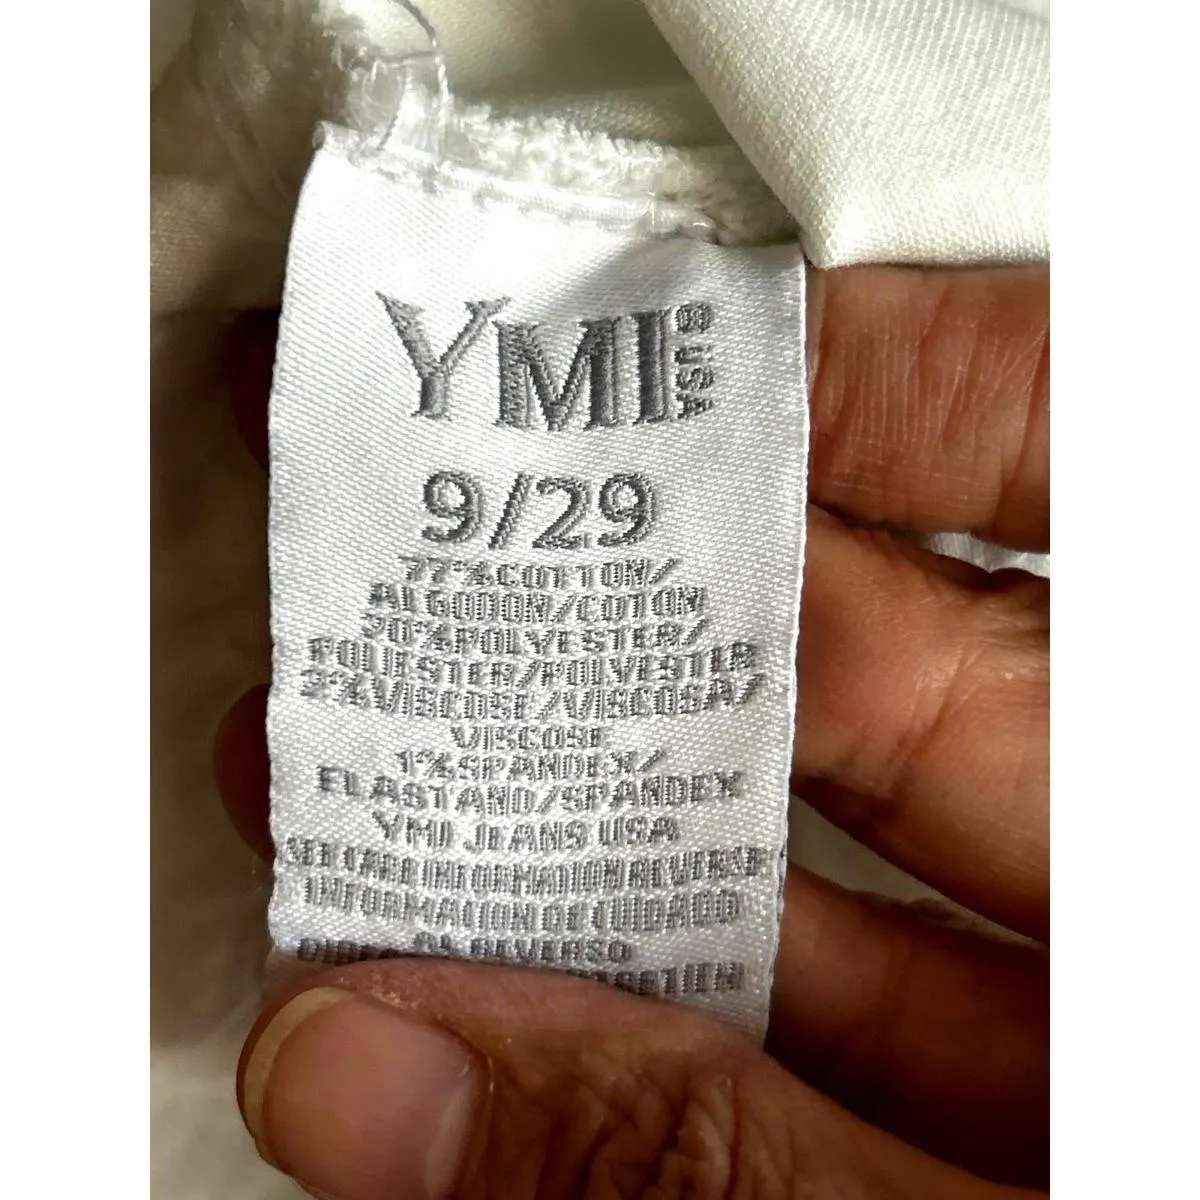 YMI ® USA
9/29
77%COTTON/
ALGODON/COTON
20%POLYESTER/
POLIESTER/POLYESTER
2%VISCOSE/VISCOSA/
VISCOSE
1%SPANDEX/
ELASTANO/SPANDEX
YMI JEANS USA
SEE CARE INFORMATION REVERSE
INFORMACION DE CUIDADO
AL REVERSO